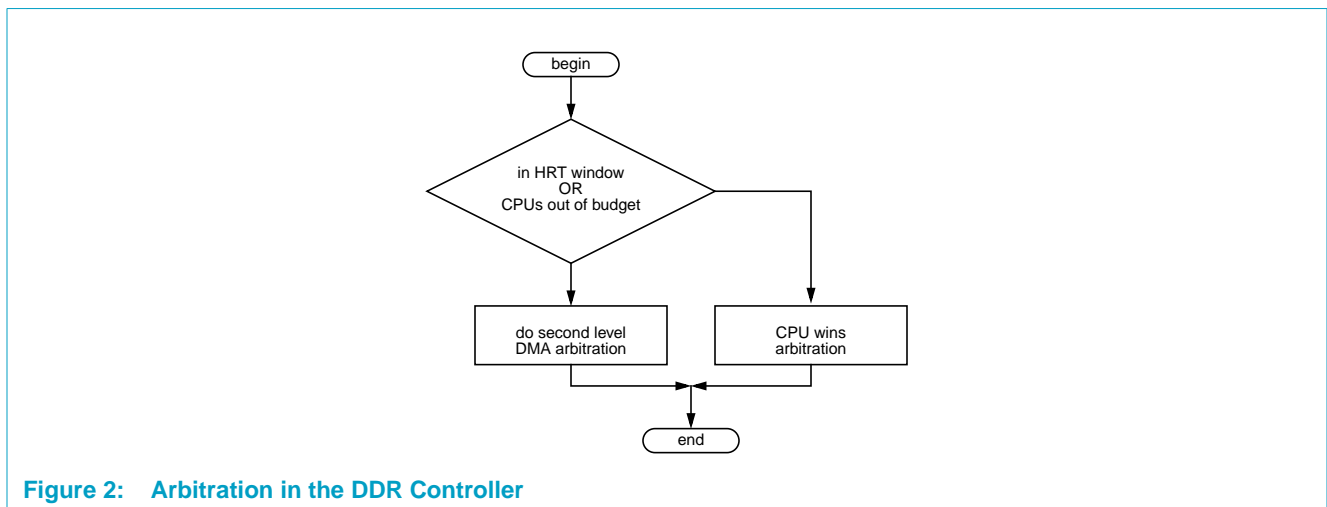 begin
in HRT window
OR
CPUs out of budget
do second level
DMA arbitration
CPU wins
arbitration
end
Figure 2: Arbitration in the DDR Controller